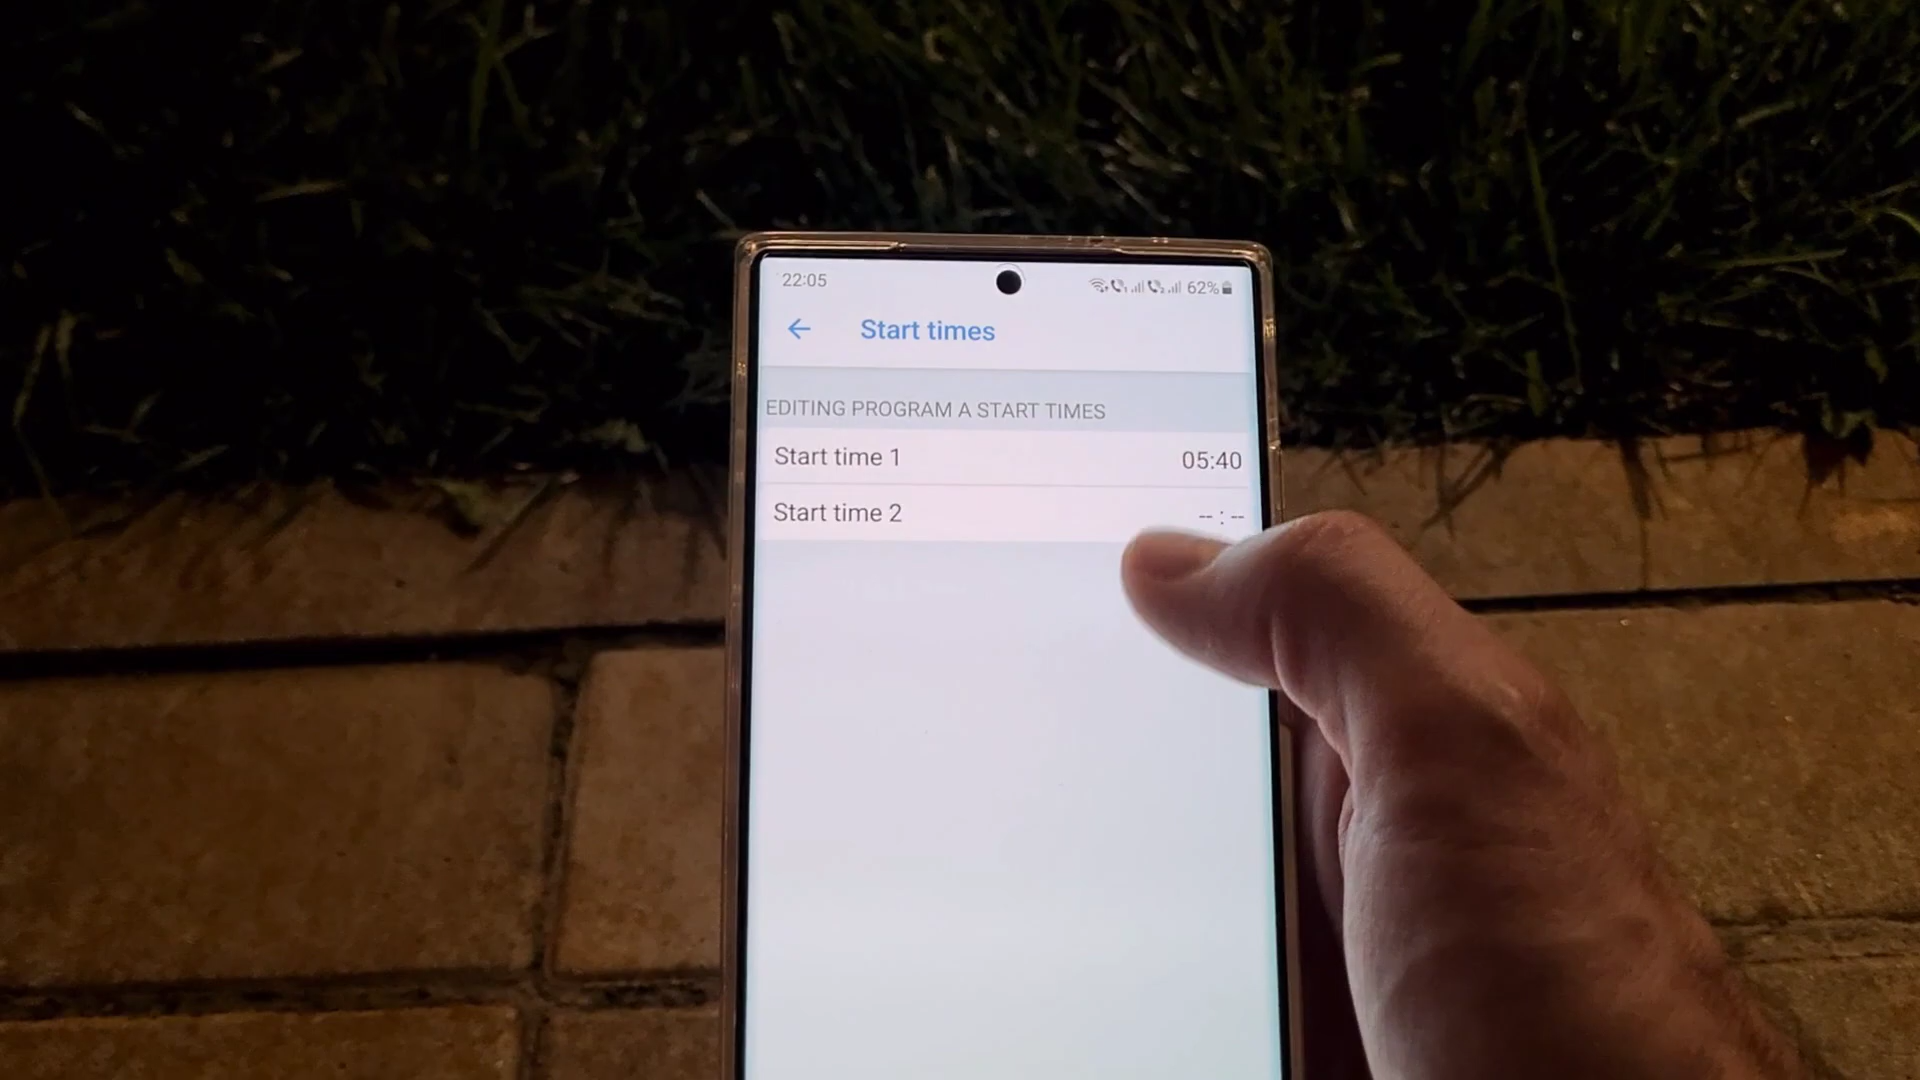 22:05 62%
Start times
EDITING PROGRAM A START TIMES
Start time 1 05:40
Start time 2 -- : --